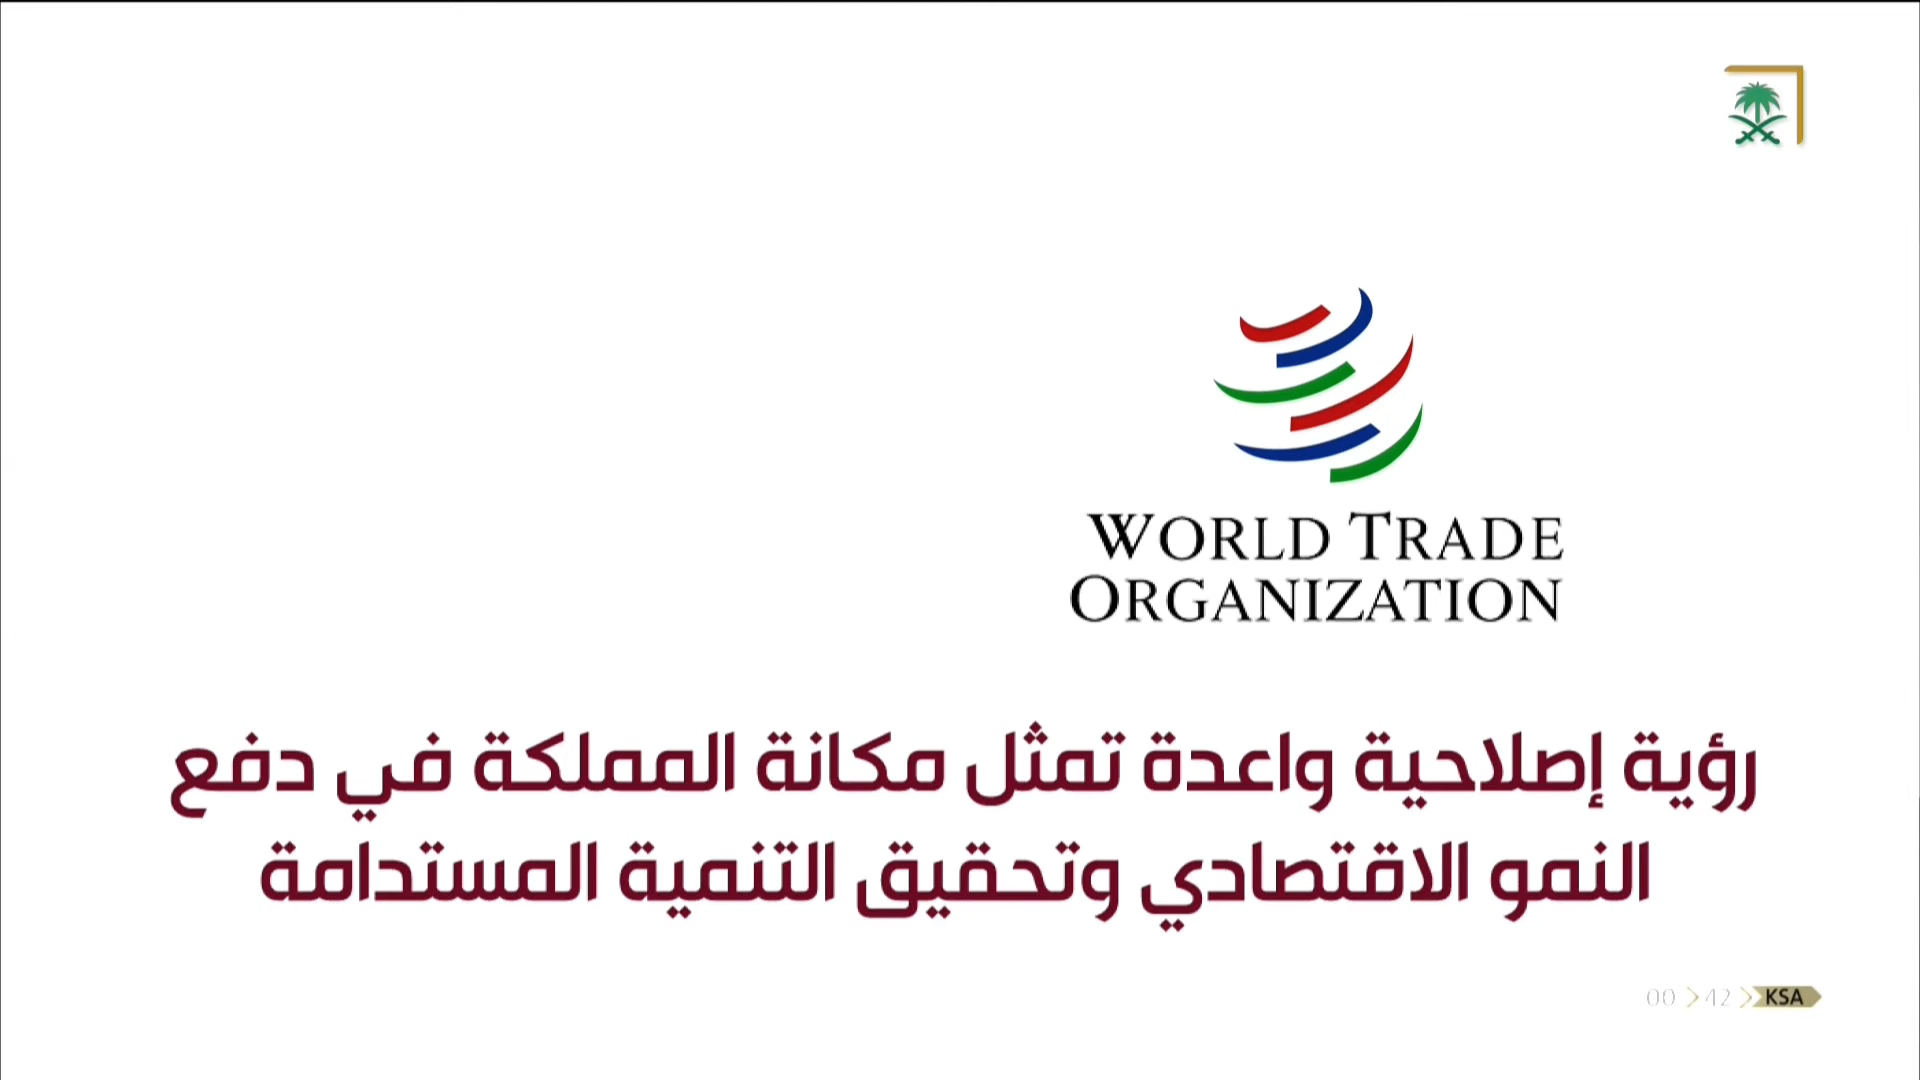 WORLD TRADE
ORGANIZATION
رؤية إصلاحية واعدة تمثل مكانة المملكة في دفع
النمو الاقتصادي وتحقيق التنمية المستدامة
00 42 KSA